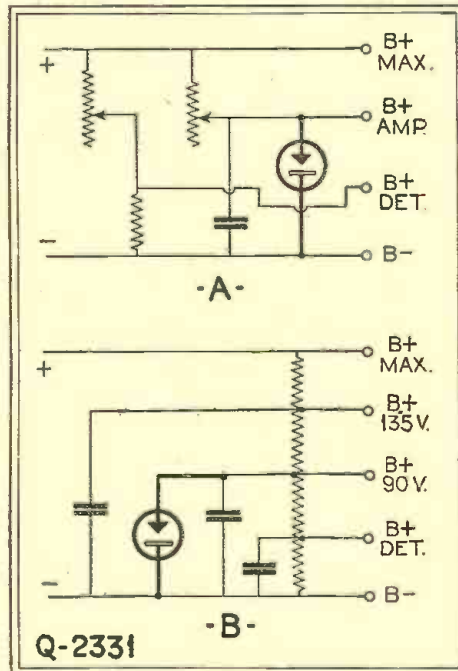 B+
MAX.
+
B+
AMP.
B+
DET.
-
B-
-A-
B+
MAX.
+
B+
135 V.
B+
90 V.
B+
DET.
-
B-
-B-
Q-2331